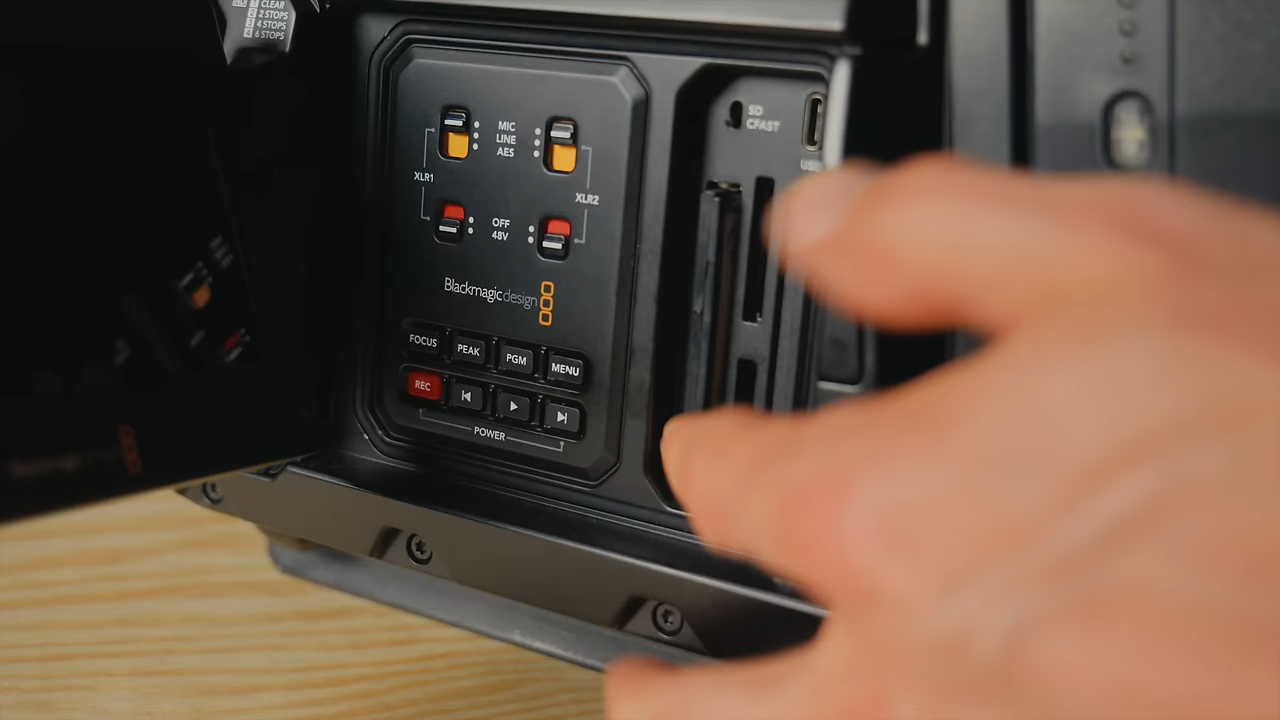 CLEAR
2 STOPS
4 STOPS
6 STOPS
MIC
LINE
AES
XLR1
XLR2
OFF
48V
SD
CFAST
Blackmagicdesign
FOCUS
PEAK
PGM
MENU
REC
POWER